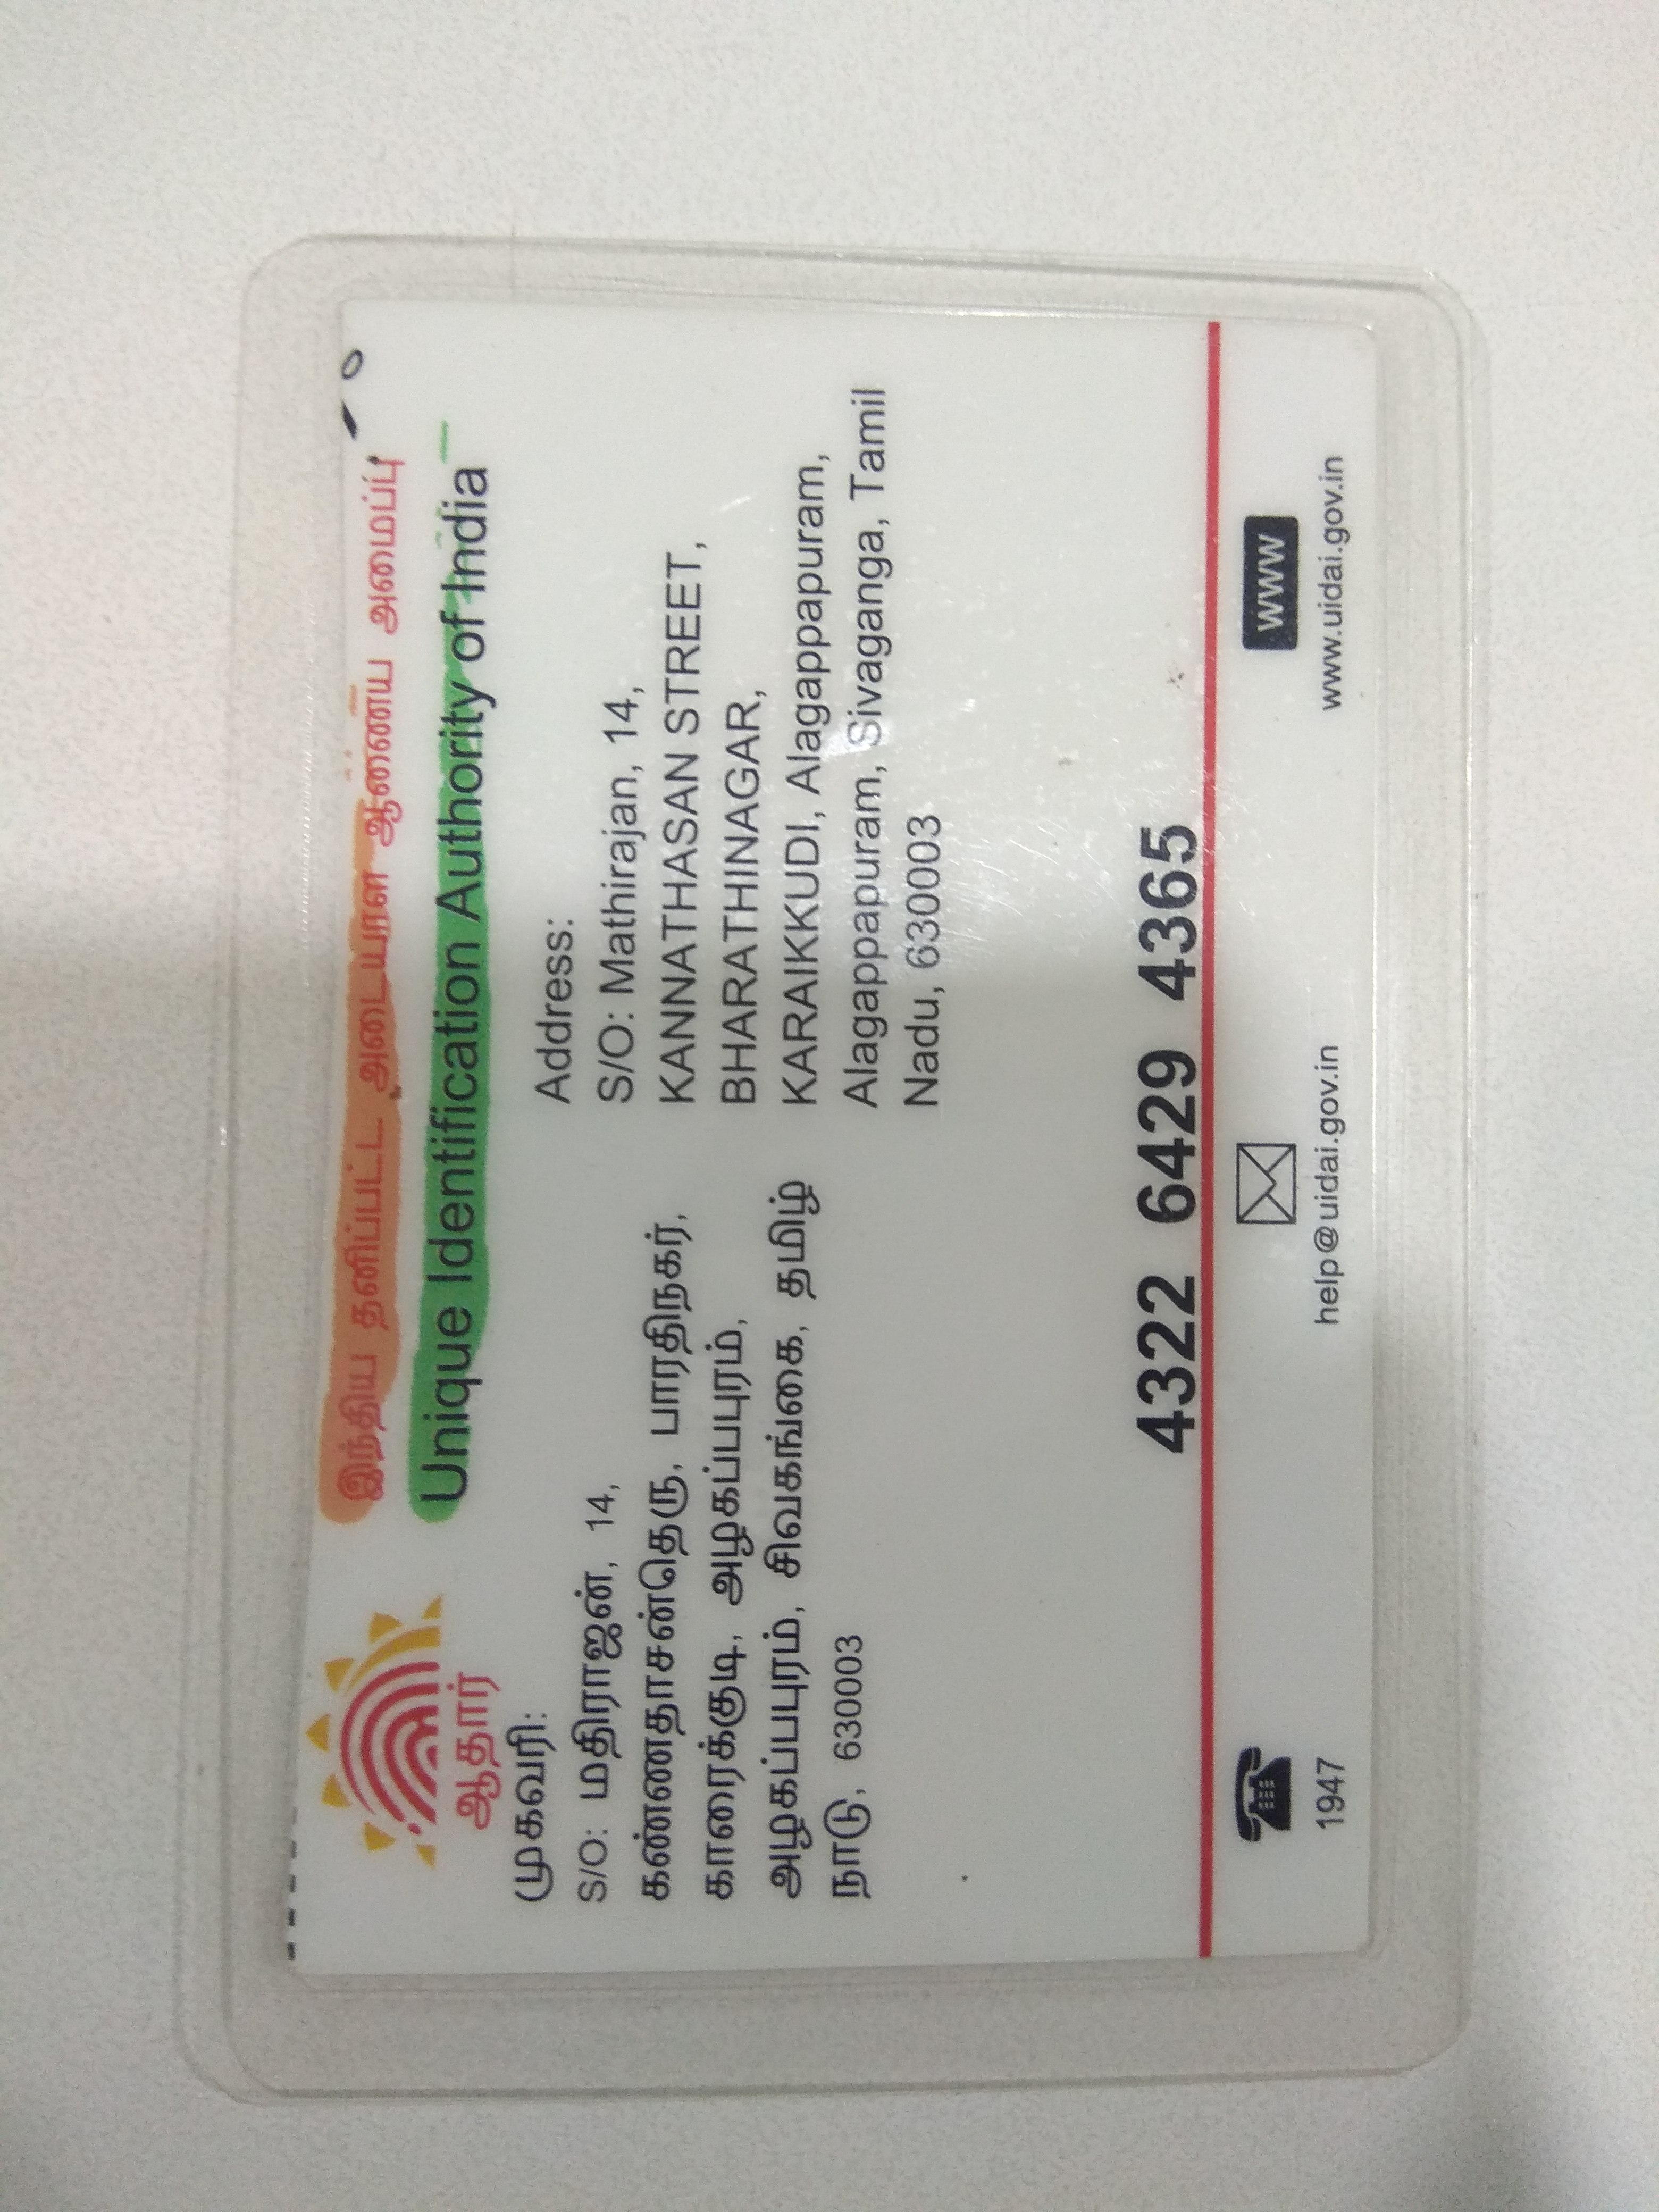 இந்திய தனிப்பட்ட அடையாள ஆணைய அமைப்பு
Unique Identification Authority of India
ஆதார்
முகவரி:
S/O: மதிராஜன், 14,
கண்ணதாசன்தெரு, பாரதிநகர்,
காரைக்குடி, அழகப்பபுரம்,
அழகப்பபுரம், சிவகங்கை, தமிழ்
நாடு, 630003
Address:
S/O: Mathirajan, 14,
KANNATHASAN STREET,
BHARATHINAGAR,
KARAIKKUDI, Alagappapuram,
Alagappapuram, Sivaganga, Tamil
Nadu, 630003
4322 6429 4365
1947
help@uidai.gov.in
WWW
www.uidai.gov.in